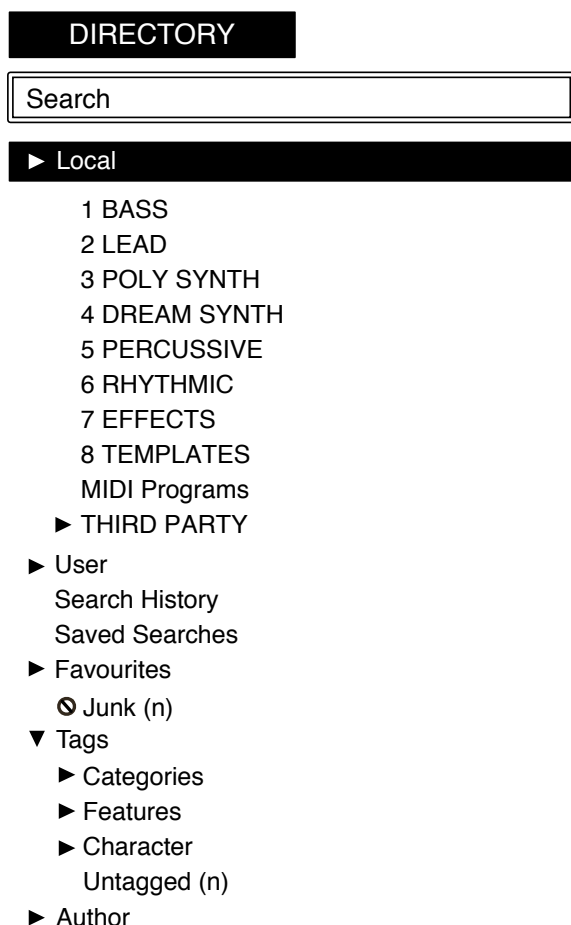 DIRECTORY
Search
► Local
1 BASS
2 LEAD
3 POLY SYNTH
4 DREAM SYNTH
5 PERCUSSIVE
6 RHYTHMIC
7 EFFECTS
8 TEMPLATES
MIDI Programs
► THIRD PARTY
► User
Search History
Saved Searches
► Favourites
Junk (n)
▼ Tags
► Categories
► Features
► Character
Untagged (n)
► Author